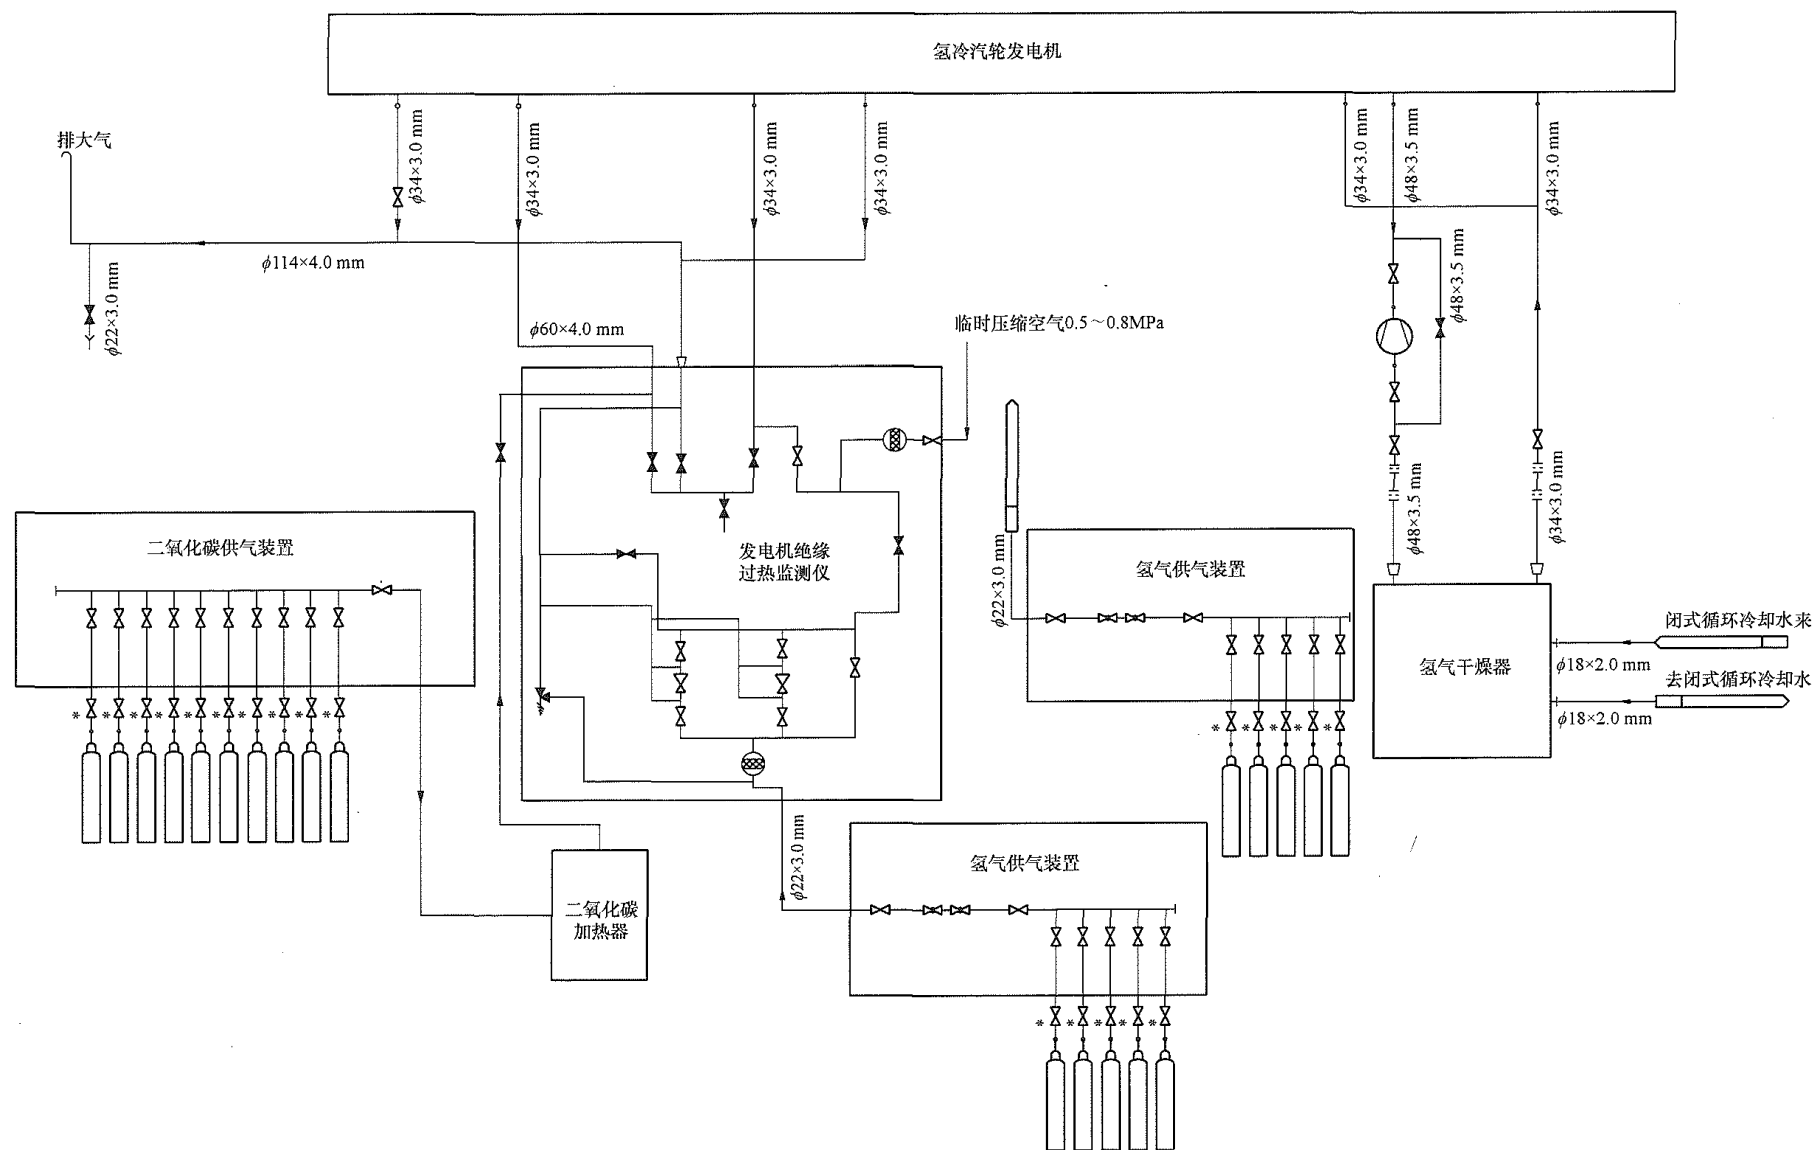 氢冷汽轮发电机
排大气
ϕ34×3.0 mm
ϕ34×3.0 mm
ϕ34×3.0 mm
ϕ34×3.0 mm
ϕ34×3.0 mm
ϕ48×3.5 mm
ϕ34×3.0 mm
ϕ114×4.0 mm
ϕ22×3.0 mm
ϕ60×4.0 mm
临时压缩空气0.5～0.8MPa
ϕ48×3.5 mm
二氧化碳供气装置
发电机绝缘
过热监测仪
ϕ22×3.0 mm
氢气供气装置
ϕ48×3.5 mm
ϕ34×3.0 mm
氢气干燥器
闭式循环冷却水来
ϕ18×2.0 mm
去闭式循环冷却水
ϕ18×2.0 mm
* * * * * * * * * *
* * * * *
ϕ22×3.0 mm
氢气供气装置
二氧化碳
加热器
* * * * *